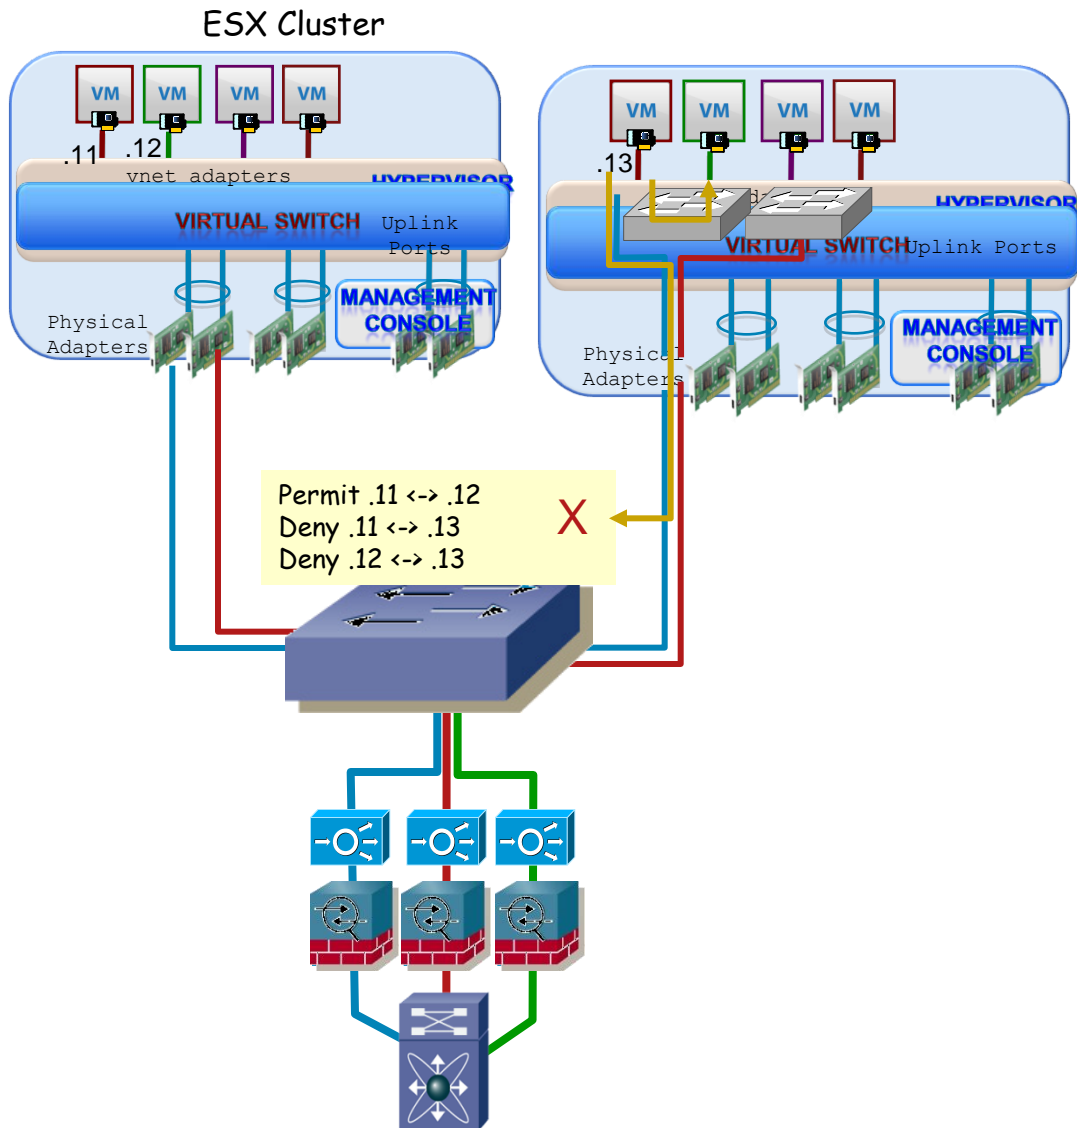 ESX Cluster
VM
VM
VM
VM
.11
.12
vnet adapters
HYPERVISOR
VIRTUAL SWITCH
Uplink
Ports
MANAGEMENT
CONSOLE
Physical
Adapters
VM
VM
VM
VM
.13
HYPERVISOR
VIRTUAL SWITCH
Uplink Ports
MANAGEMENT
CONSOLE
Physical
Adapters
Permit .11 <-> .12
Deny .11 <-> .13
Deny .12 <-> .13
X